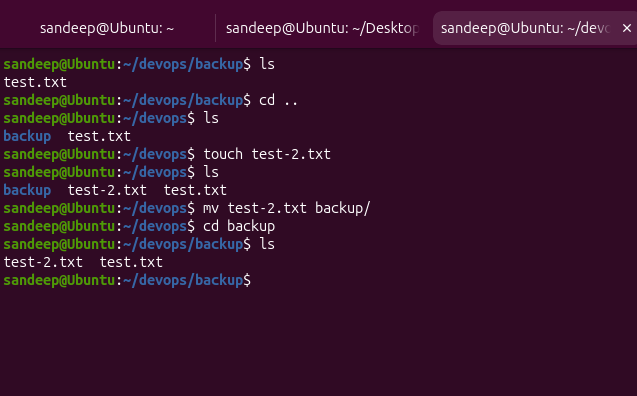 sandeep@Ubuntu: ~ sandeep@Ubuntu: ~/Desktop sandeep@Ubuntu: ~/devo ×
sandeep@Ubuntu:~/devops/backup$ ls
test.txt
sandeep@Ubuntu:~/devops/backup$ cd ..
sandeep@Ubuntu:~/devops$ ls
backup  test.txt
sandeep@Ubuntu:~/devops$ touch test-2.txt
sandeep@Ubuntu:~/devops$ ls
backup  test-2.txt  test.txt
sandeep@Ubuntu:~/devops$ mv test-2.txt backup/
sandeep@Ubuntu:~/devops$ cd backup
sandeep@Ubuntu:~/devops/backup$ ls
test-2.txt  test.txt
sandeep@Ubuntu:~/devops/backup$